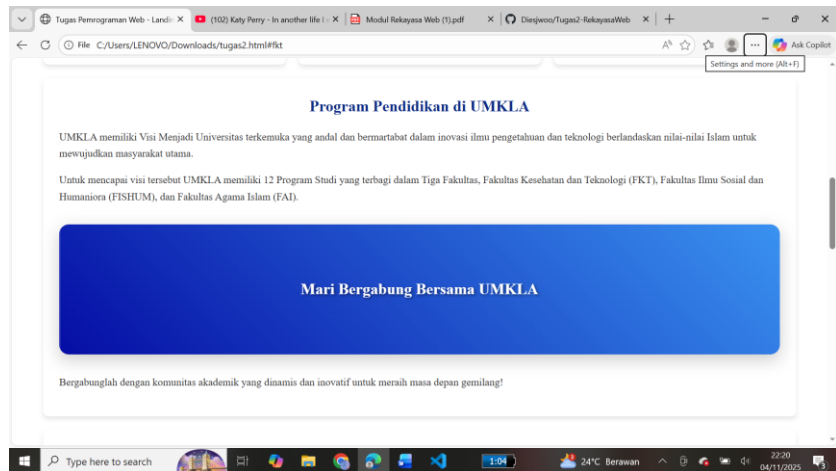 Tugas Pemrograman Web - Landi
(102) Katy Perry - In another life I
Modul Rekayasa Web (1).pdf
Diesjwoo/Tugas2-RekayasaWeb
File C:/Users/LENOVO/Downloads/tugas2.html#fkt
Ask Copilot
Settings and more (Alt+F)
Program Pendidikan di UMKLA
UMKLA memiliki Visi Menjadi Universitas terkemuka yang andal dan bermartabat dalam inovasi ilmu pengetahuan dan teknologi berlandaskan nilai-nilai Islam untuk
mewujudkan masyarakat utama.
Untuk mencapai visi tersebut UMKLA memiliki 12 Program Studi yang terbagi dalam Tiga Fakultas, Fakultas Kesehatan dan Teknologi (FKT), Fakultas Ilmu Sosial dan
Humaniora (FISHUM), dan Fakultas Agama Islam (FAI).
Mari Bergabung Bersama UMKLA
Bergabunglah dengan komunitas akademik yang dinamis dan inovatif untuk meraih masa depan gemilang!
Type here to search
1:04
24°C Berawan
22:20
04/11/2025